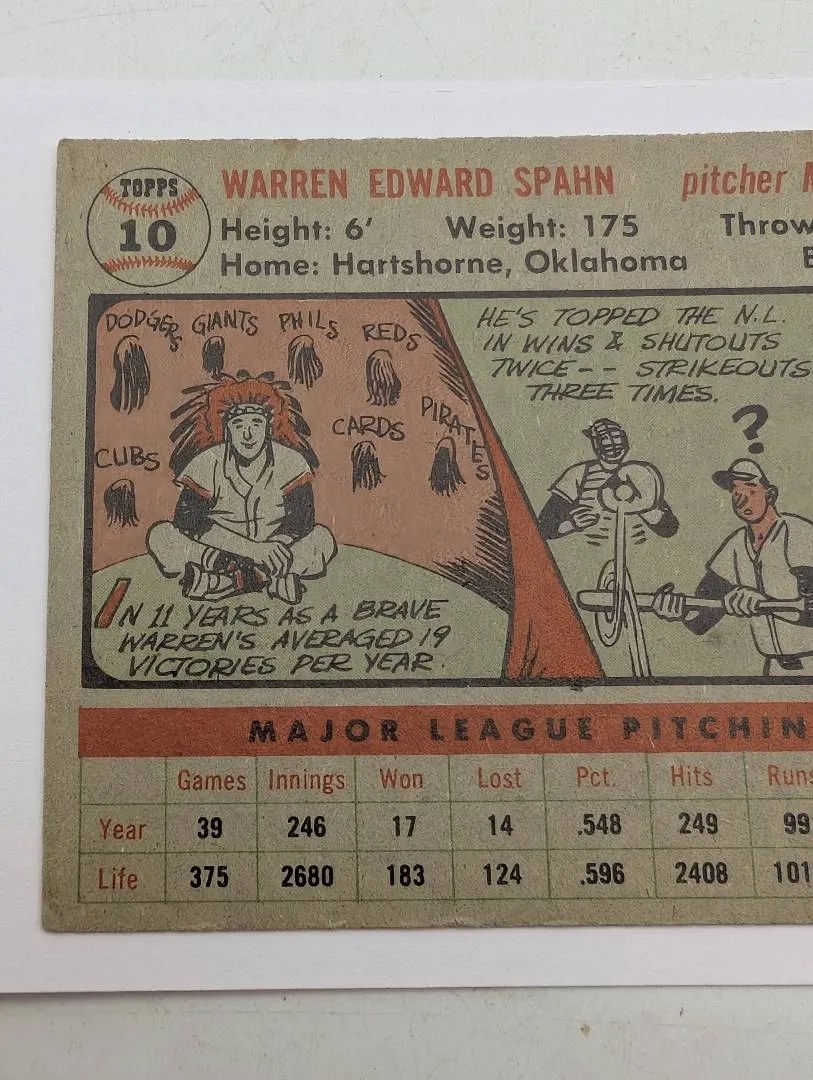 TOPPS
10
WARREN EDWARD SPAHN pitcher
Height: 6' Weight: 175 Throw
Home: Hartshorne, Oklahoma
DODGERS GIANTS PHILS REDS
CARDS PIRATES
CUBS
IN 11 YEARS AS A BRAVE
WARREN'S AVERAGED 19
VICTORIES PER YEAR.
HE'S TOPPED THE N.L.
IN WINS & SHUTOUTS
TWICE-- STRIKEOUTS
THREE TIMES.
?
MAJOR LEAGUE PITCHIN
Games Innings Won Lost Pct. Hits Runs
Year 39 246 17 14 .548 249 99
Life 375 2680 183 124 .596 2408 101